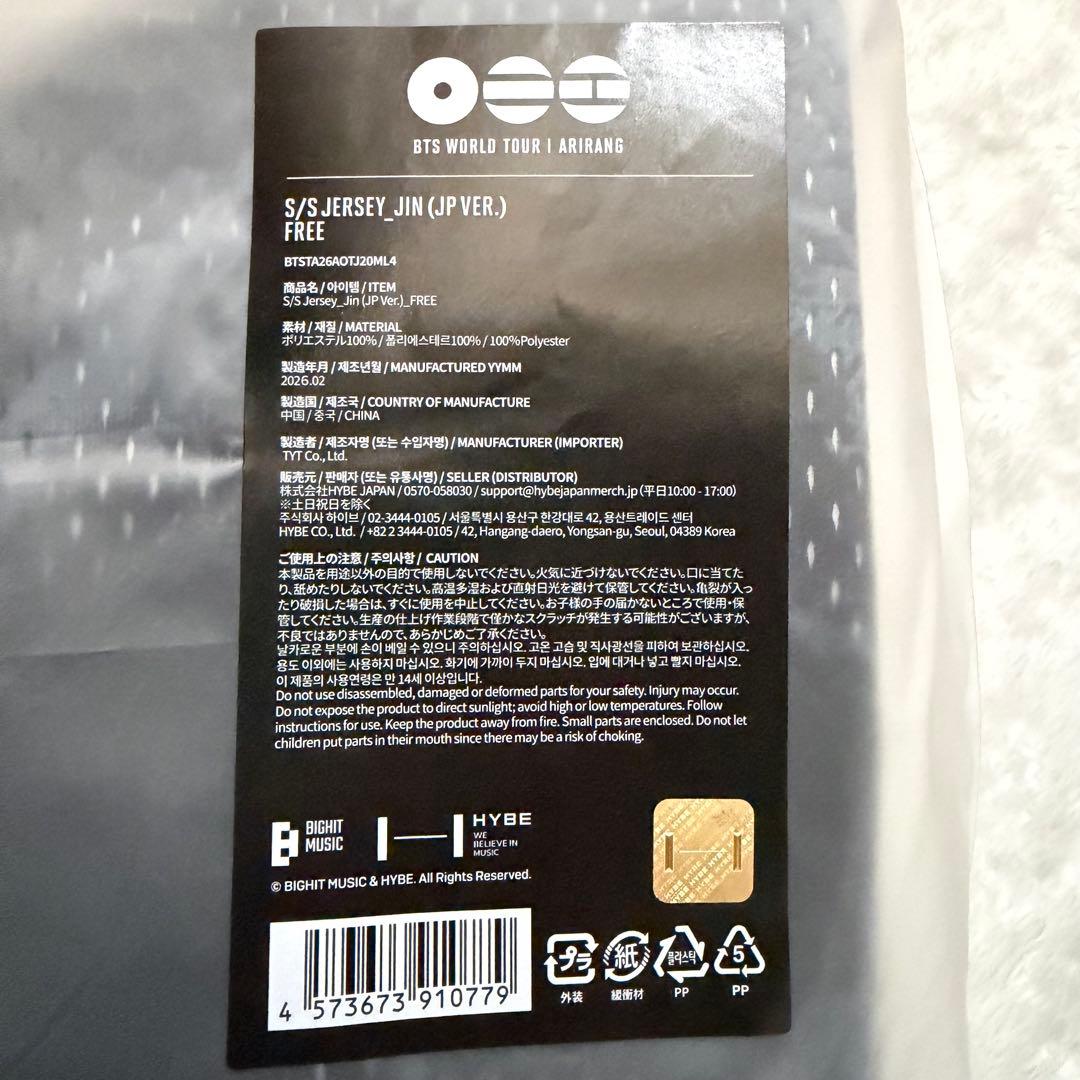 BTS WORLD TOUR | ARIRANG
S/S JERSEY_JIN (JP VER.)
FREE
BTSTA26AOTJ20ML4
商品名 / 아이템 / ITEM
S/S Jersey_Jin (JP Ver.)_FREE
素材 / 재질 / MATERIAL
ポリエステル100% / 폴리에스테르100% / 100%Polyester
製造年月 / 제조년월 / MANUFACTURED YYMM
2026.02
製造国 / 제조국 / COUNTRY OF MANUFACTURE
中国 / 중국 / CHINA
製造者 / 제조자명 (또는 수입자명) / MANUFACTURER (IMPORTER)
TYT Co., Ltd.
販売元 / 판매자 (또는 유통사명) / SELLER (DISTRIBUTOR)
株式会社HYBE JAPAN / 0570-058030 / support@hybejapanmerch.jp (平日10:00 - 17:00)
※土日祝日を除く
주식회사 하이브 / 02-3444-0105 / 서울특별시 용산구 한강대로 42, 용산트레이드 센터
HYBE CO., Ltd. / +82 2 3444-0105 / 42, Hangang-daero, Yongsan-gu, Seoul, 04389 Korea
ご使用上の注意 / 주의사항 / CAUTION
本製品を用途以外の目的で使用しないでください。火気に近づけないでください。口に当てた
り、舐めたりしないでください。高温多湿および直射日光を避けて保管してください。亀裂が入っ
たり破損した場合は、すぐに使用を中止してください。お子様の手の届かないところで使用・保
管してください。生産の仕上げ作業段階で僅かなスクラッチが発生する可能性がございますが、
不良ではありませんので、あらかじめご了承ください。
날카로운 부분에 손이 베일 수 있으니 주의하십시오. 고온 고습 및 직사광선을 피하여 보관하십시오.
용도 이외에는 사용하지 마십시오. 화기에 가까이 두지 마십시오. 입에 대거나 넣고 빨지 마십시오.
이 제품의 사용연령은 만 14세 이상입니다.
Do not use disassembled, damaged or deformed parts for your safety. Injury may occur.
Do not expose the product to direct sunlight; avoid high or low temperatures. Follow
instructions for use. Keep the product away from fire. Small parts are enclosed. Do not let
children put parts in their mouth since there may be a risk of choking.
BIGHIT
MUSIC
HYBE
WE
BELIEVE IN
MUSIC
© BIGHIT MUSIC & HYBE. All Rights Reserved.
4 573673 910779
プラ 紙 플라스틱 5
外装 緩衝材 PP PP